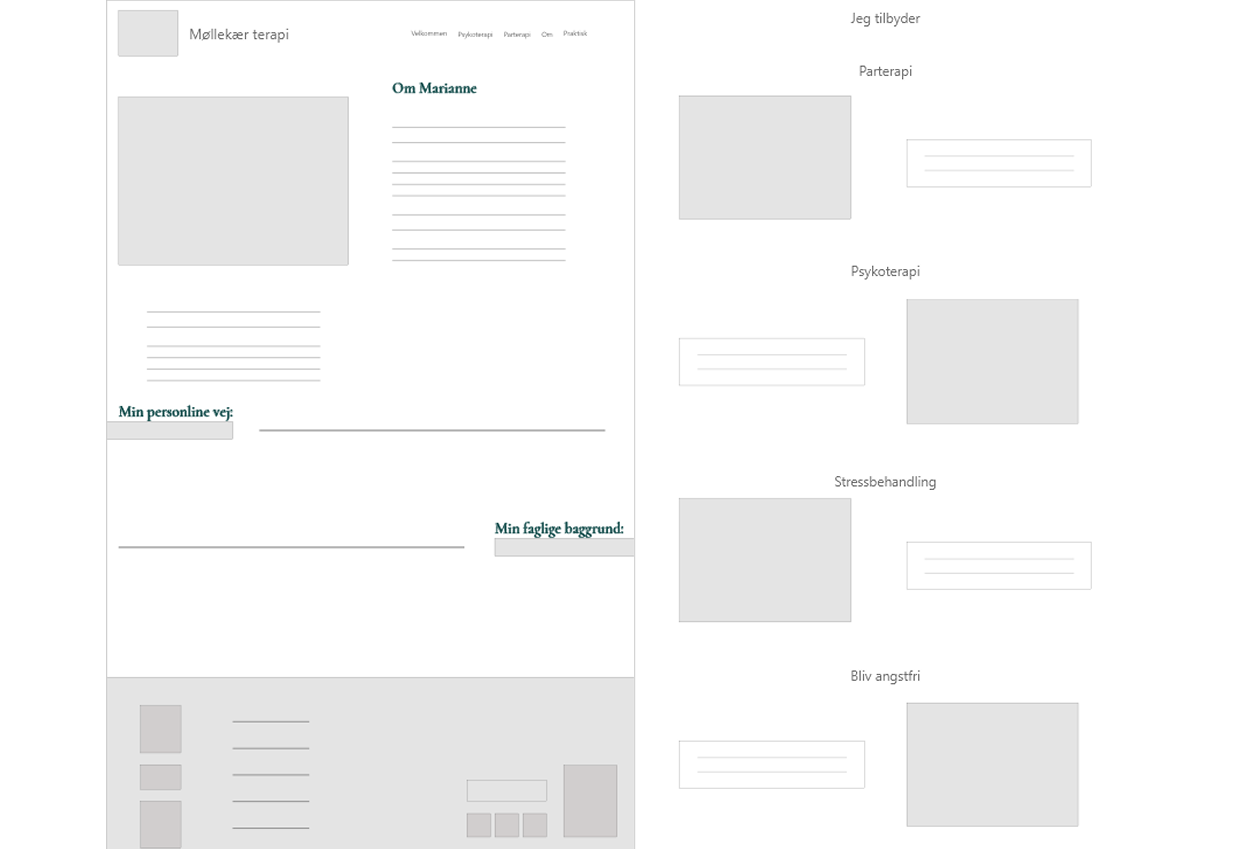 Møllekær terapi
Velkommen Psykoterapi Parterapi Om Praktisk
Om Marianne
Min personline vej:
Min faglige baggrund:
Jeg tilbyder
Parterapi
Psykoterapi
Stressbehandling
Bliv angstfri